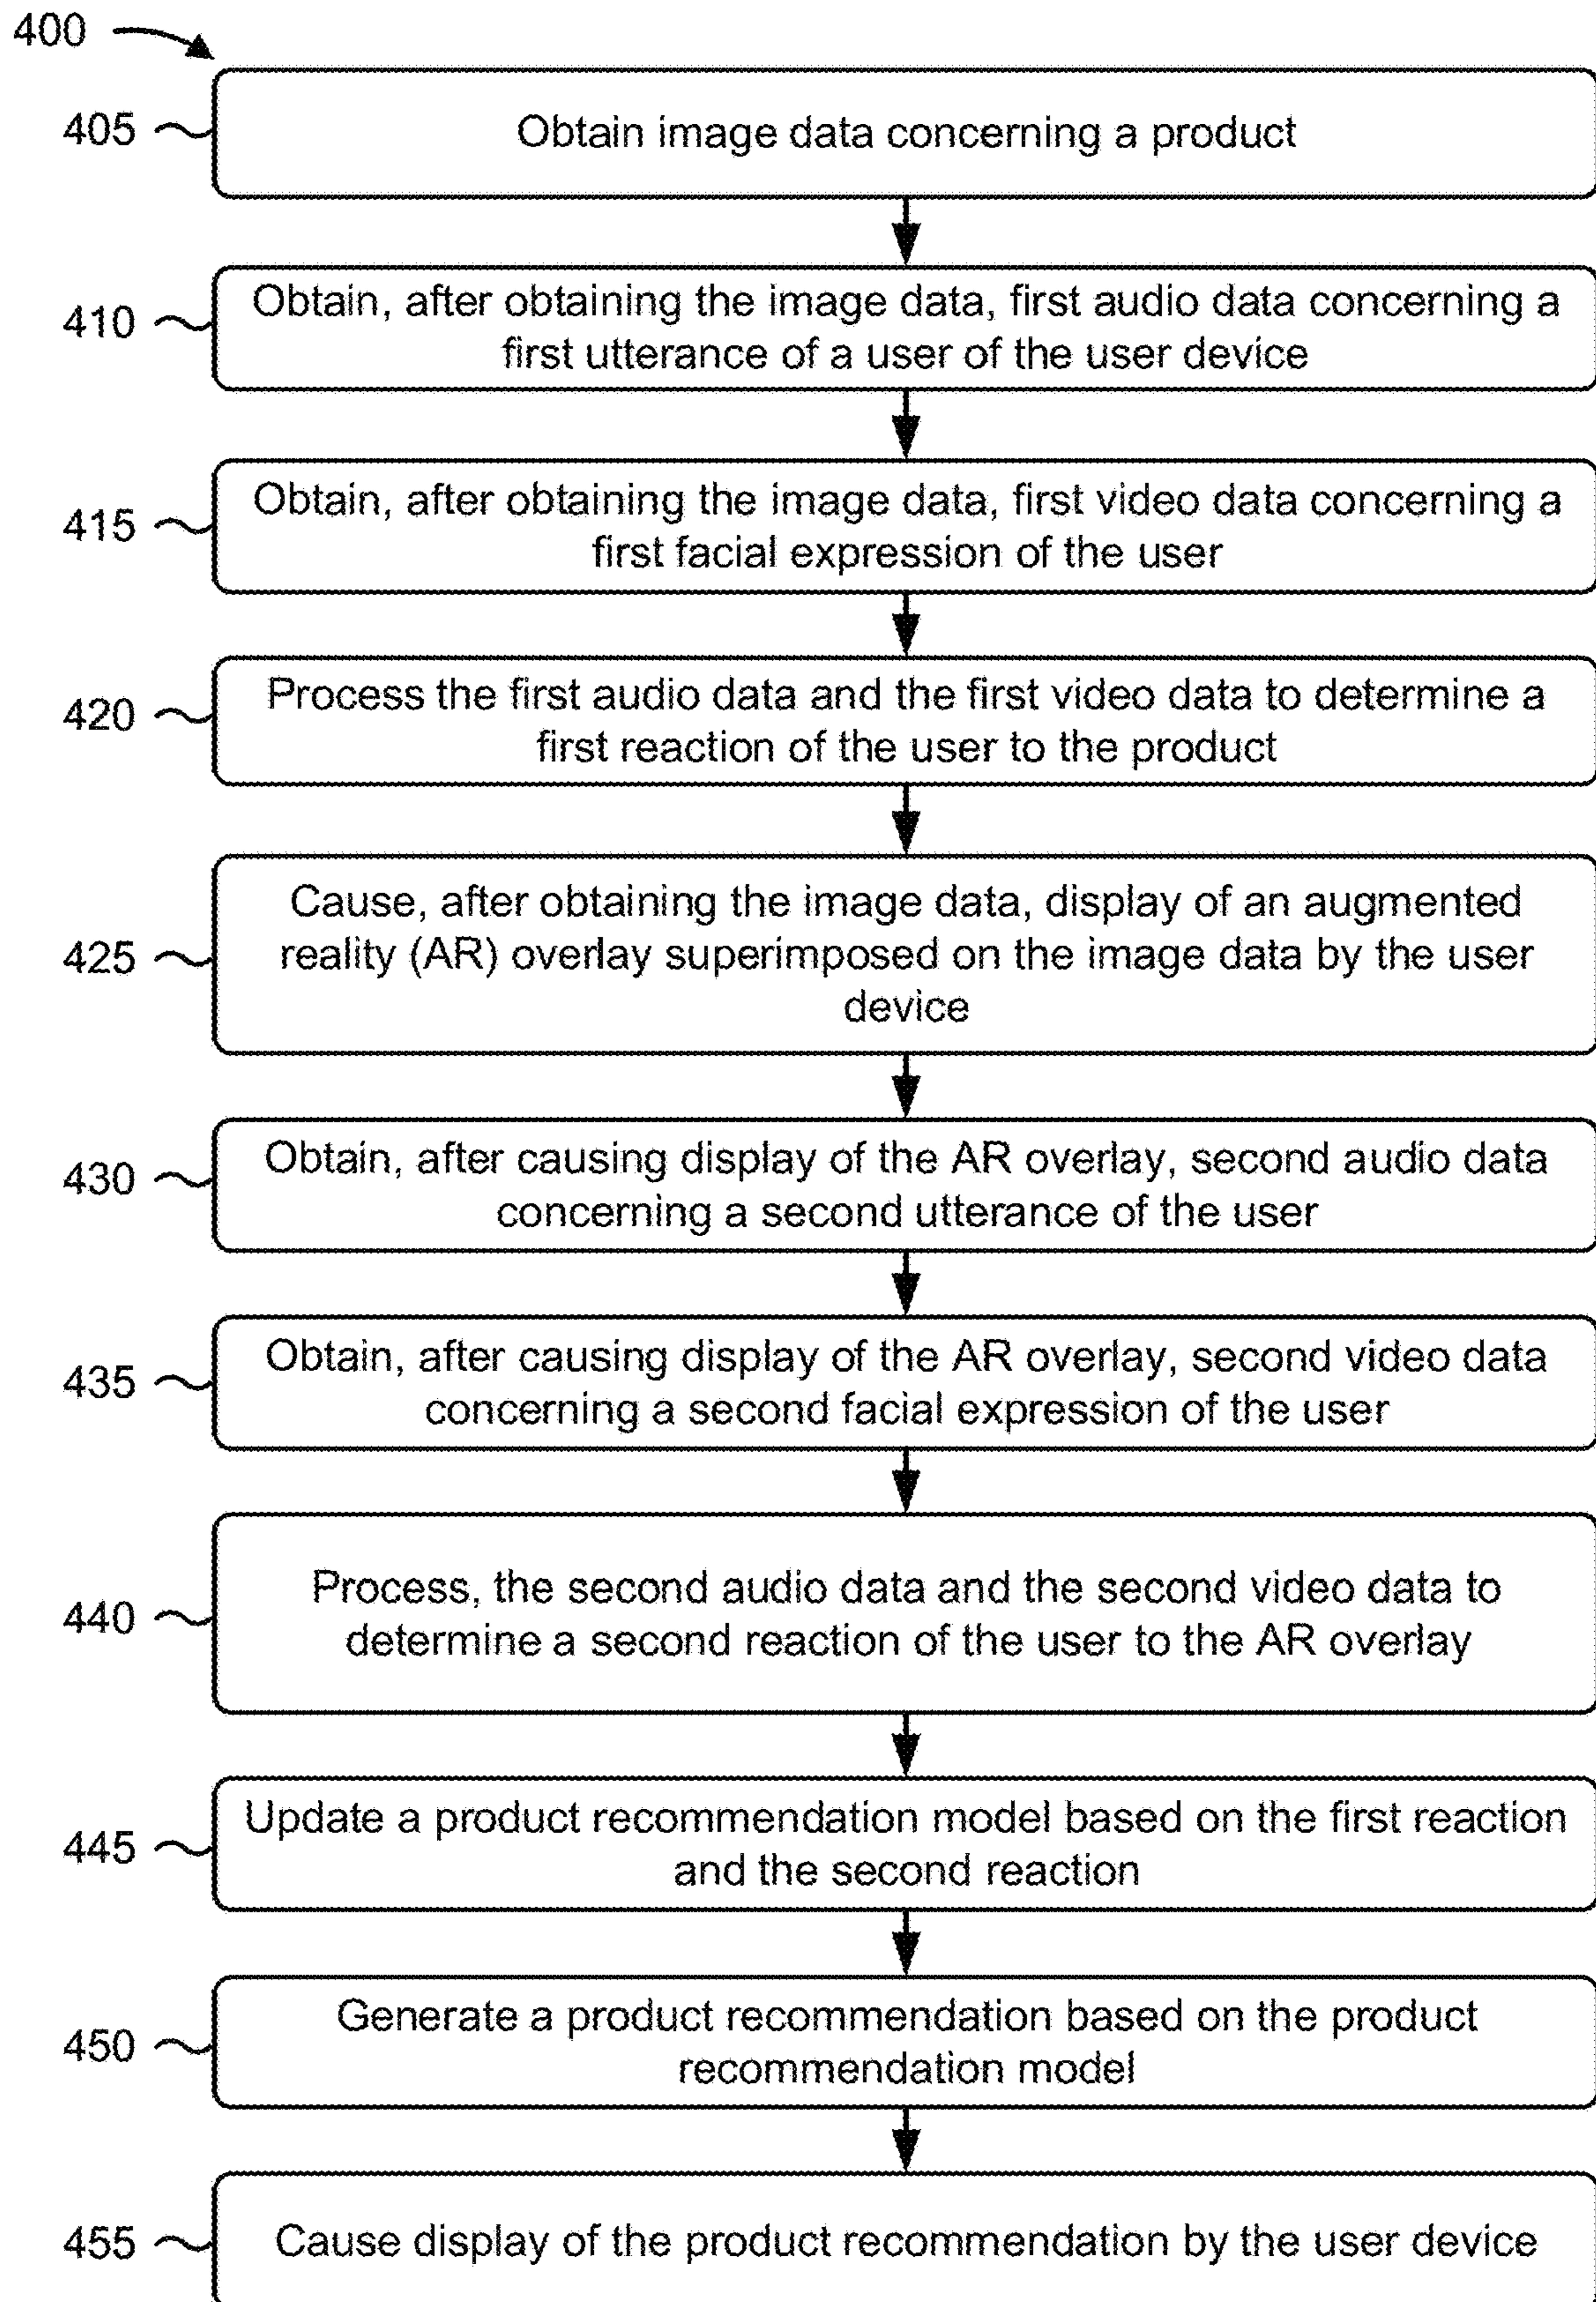 400
405
Obtain image data concerning a product
410
Obtain, after obtaining the image data, first audio data concerning a
first utterance of a user of the user device
415
Obtain, after obtaining the image data, first video data concerning a
first facial expression of the user
420
Process the first audio data and the first video data to determine a
first reaction of the user to the product
425
Cause, after obtaining the image data, display of an augmented
reality (AR) overlay superimposed on the image data by the user
device
430
Obtain, after causing display of the AR overlay, second audio data
concerning a second utterance of the user
435
Obtain, after causing display of the AR overlay, second video data
concerning a second facial expression of the user
440
Process, the second audio data and the second video data to
determine a second reaction of the user to the AR overlay
445
Update a product recommendation model based on the first reaction
and the second reaction
450
Generate a product recommendation based on the product
recommendation model
455
Cause display of the product recommendation by the user device